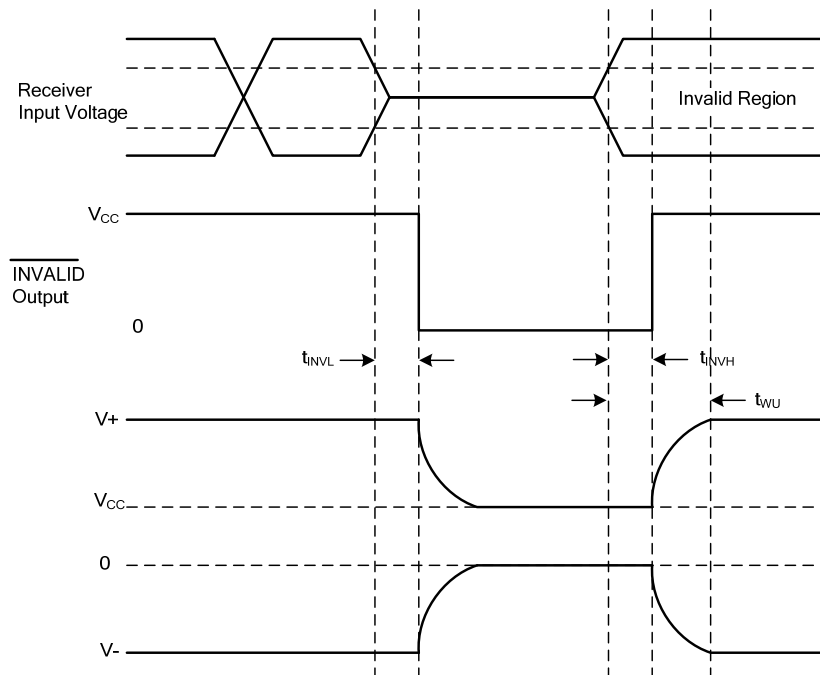 Receiver
Input Voltage
Invalid Region
VCC
INVALID
Output
0
tINVL
tINVH
tWU
V+
VCC
0
V-